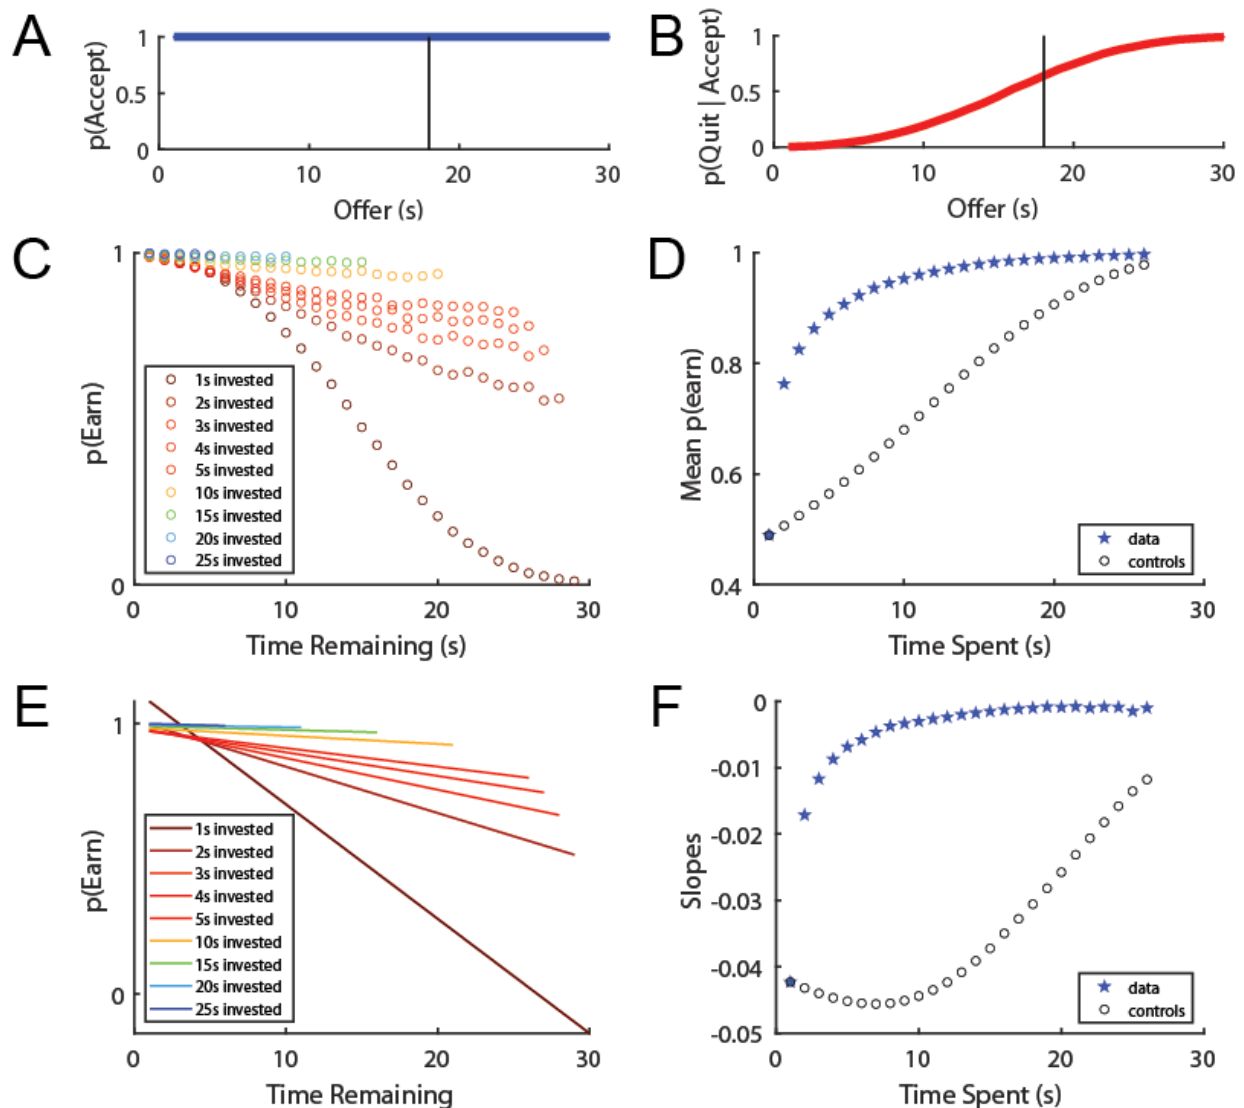 A
p(Accept)
1
0.5
0
0
10
20
30
Offer (s)
B
p(Quit | Accept)
1
0.5
0
0
10
20
30
Offer (s)
C
p(Earn)
1
0
1s invested
2s invested
3s invested
4s invested
5s invested
10s invested
15s invested
20s invested
25s invested
0
10
20
30
Time Remaining (s)
D
Mean p(earn)
1
0.8
0.6
0.4
data
controls
0
10
20
30
Time Spent (s)
E
p(Earn)
1
0
1s invested
2s invested
3s invested
4s invested
5s invested
10s invested
15s invested
20s invested
25s invested
0
10
20
30
Time Remaining
F
Slopes
0
-0.01
-0.02
-0.03
-0.04
-0.05
data
controls
0
10
20
30
Time Spent (s)